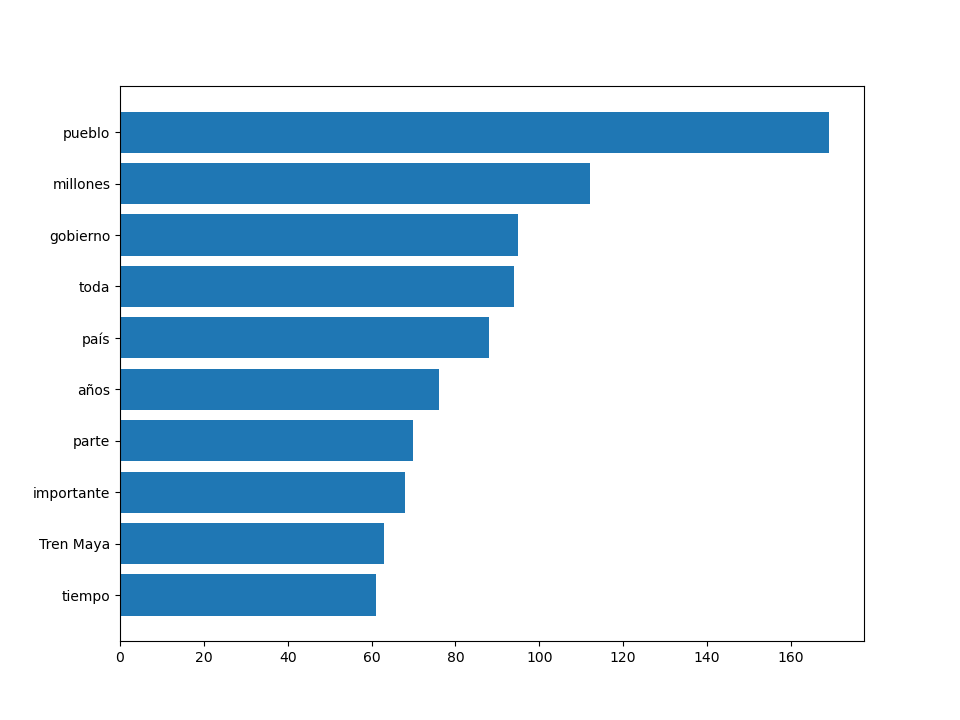 pueblo
millones
gobierno
toda
país
años
parte
importante
Tren Maya
tiempo
0 20 40 60 80 100 120 140 160